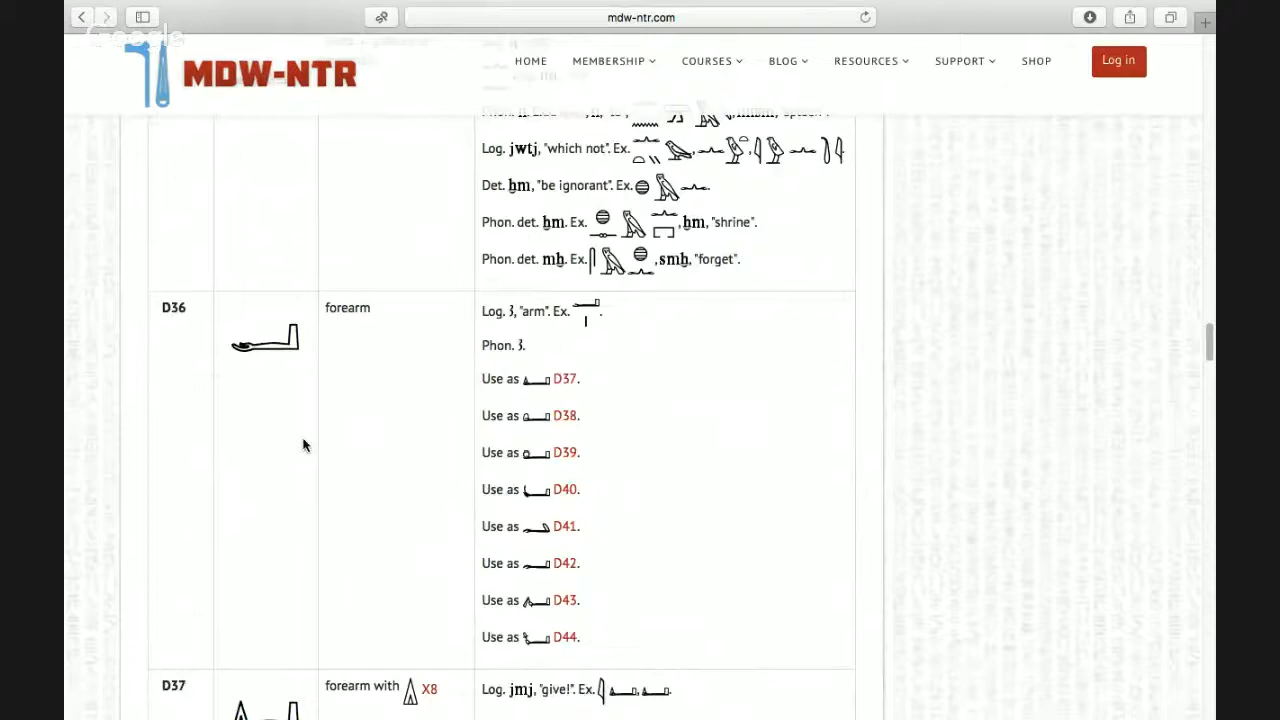 mdw-ntr.com
Google
MDW-NTR
HOME
MEMBERSHIP
COURSES
BLOG
RESOURCES
SUPPORT
SHOP
Log in
Log. jwtj, "which not". Ex.
Det. ḫm, "be ignorant". Ex.
Phon. det. ḫm. Ex. , ḫm, "shrine".
Phon. det. mḫ. Ex. , smḫ, "forget".
D36
forearm
Log. ꜣ, "arm". Ex. .
Phon. ꜣ.
Use as D37.
Use as D38.
Use as D39.
Use as D40.
Use as D41.
Use as D42.
Use as D43.
Use as D44.
D37
forearm with X8
Log. jmj, "give!". Ex. , .